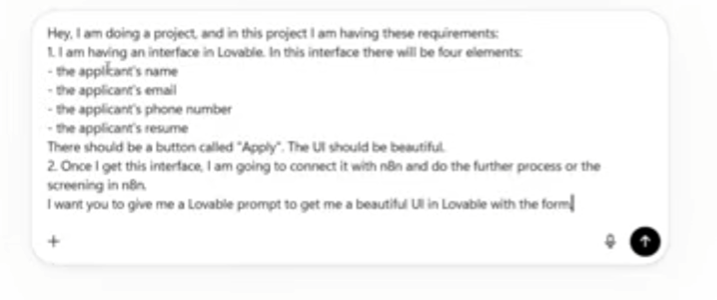 Hey, I am doing a project, and in this project I am having these requirements:
1. I am having an interface in Lovable. In this interface there will be four elements:
- the applicant's name
- the applicant's email
- the applicant's phone number
- the applicant's resume
There should be a button called "Apply". The UI should be beautiful.
2. Once I get this interface, I am going to connect it with n8n and do the further process or the
screening in n8n.
I want you to give me a Lovable prompt to get me a beautiful UI in Lovable with the form